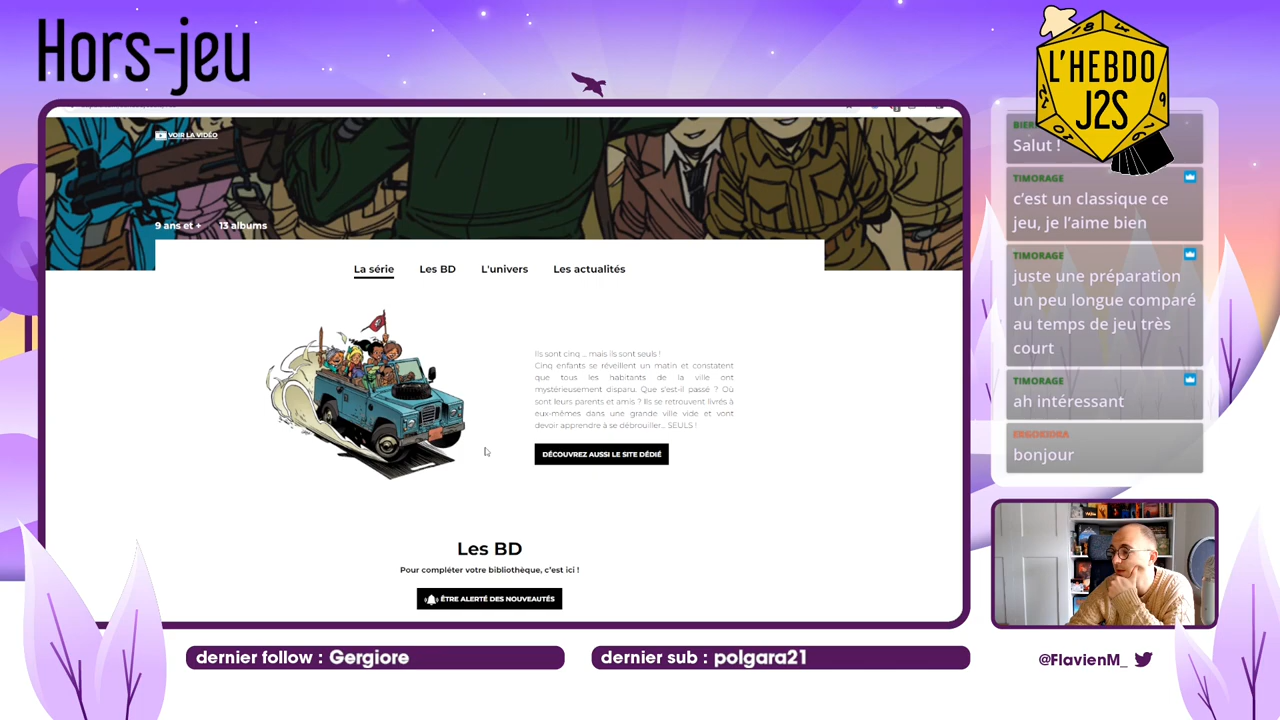 Hors-jeu
L'HEBDO
J2S
VOIR LA VIDÉO
9 ans et +
13 albums
La série
Les BD
L'univers
Les actualités
Ils sont cinq ... mais ils sont seuls !
Cinq enfants se réveillent un matin et constatent
que tous les habitants de la ville ont
mystérieusement disparu. Que s'est-il passé ? Où
sont leurs parents et amis ? Ils se retrouvent livrés à
eux-mêmes dans une grande ville vide et vont
devoir apprendre à se débrouiller... SEULS !
DÉCOUVREZ AUSSI LE SITE DÉDIÉ
Les BD
Pour compléter votre bibliothèque, c'est ici !
ÊTRE ALERTÉ DES NOUVEAUTÉS
Salut !
TIMORAGE
c'est un classique ce
jeu, je l'aime bien
TIMORAGE
juste une préparation
un peu longue comparé
au temps de jeu très
court
TIMORAGE
ah intéressant
ERGOKIDRA
bonjour
dernier follow : Gergiore
dernier sub : polgara21
@FlavienM_